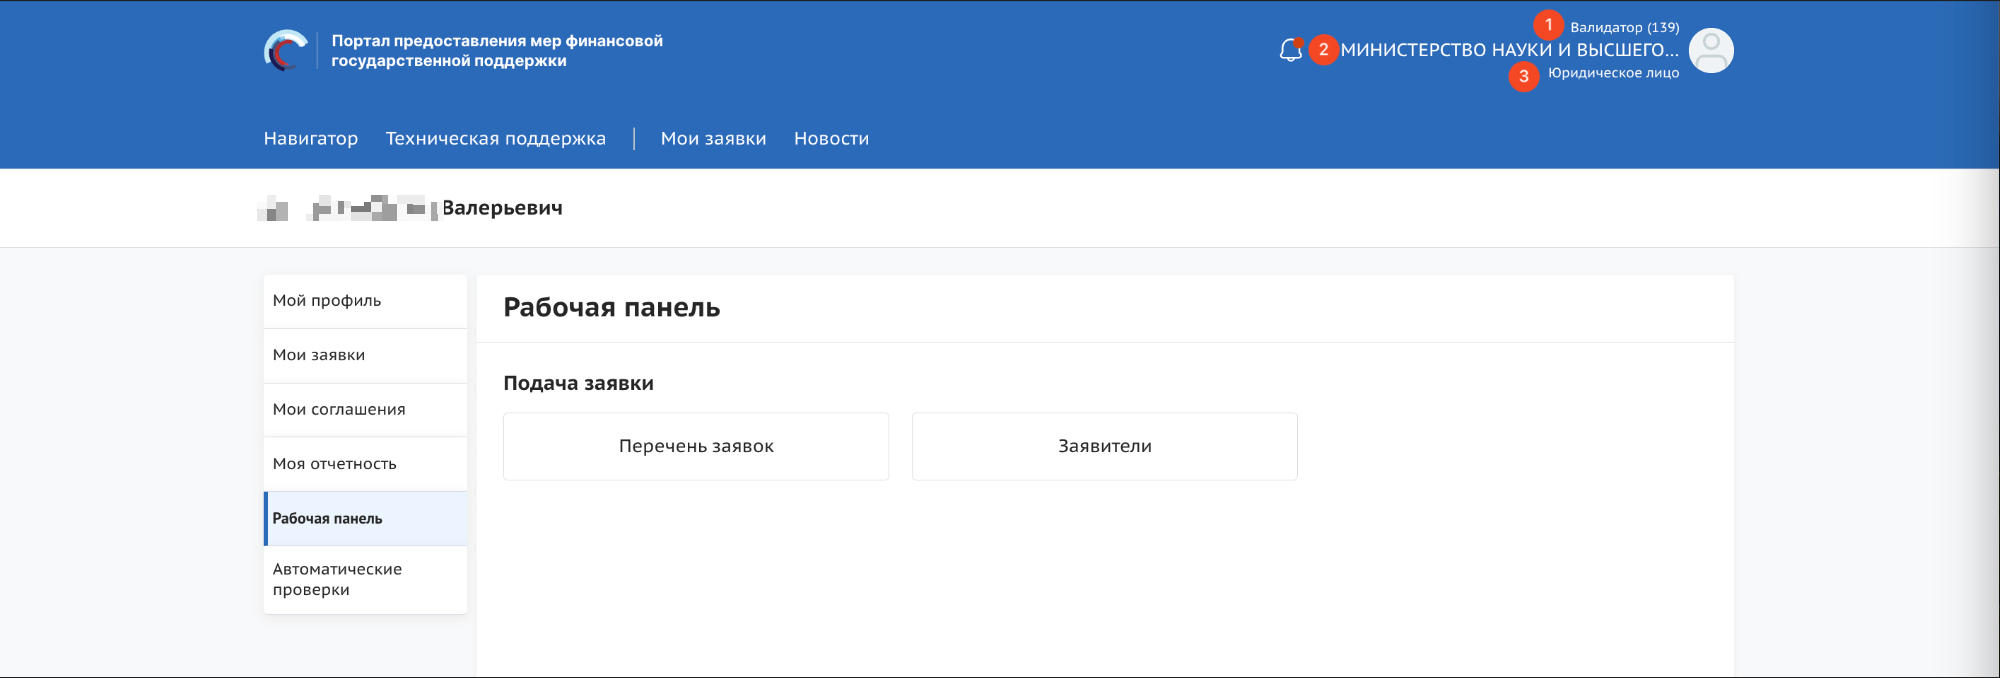 Портал предоставления мер финансовой
государственной поддержки
1 Валидатор (139)
2 МИНИСТЕРСТВО НАУКИ И ВЫСШЕГО...
3 Юридическое лицо
Навигатор Техническая поддержка | Мои заявки Новости
Валерьевич
Мой профиль
Мои заявки
Мои соглашения
Моя отчетность
Рабочая панель
Автоматические
проверки
Рабочая панель
Подача заявки
Перечень заявок Заявители